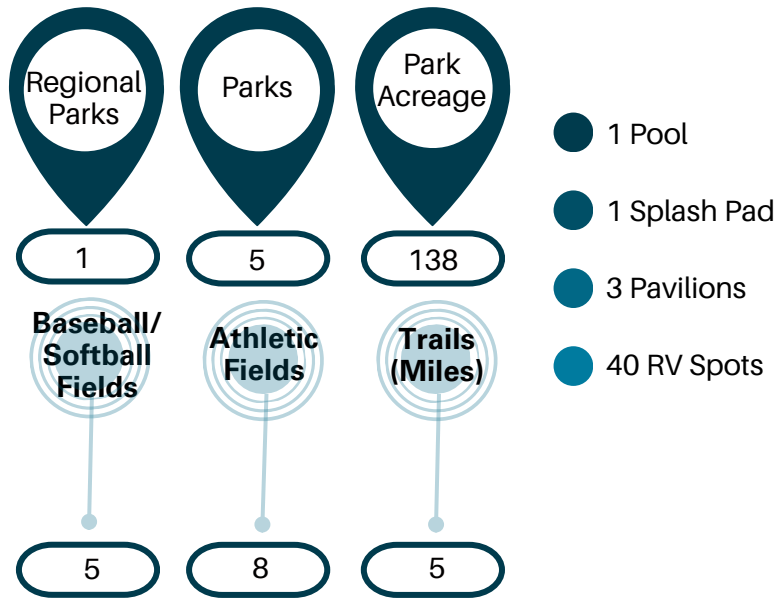 Regional
Parks
Parks
Park
Acreage
1
5
138
Baseball/
Softball
Fields
Athletic
Fields
Trails
(Miles)
5
8
5
1 Pool
1 Splash Pad
3 Pavilions
40 RV Spots